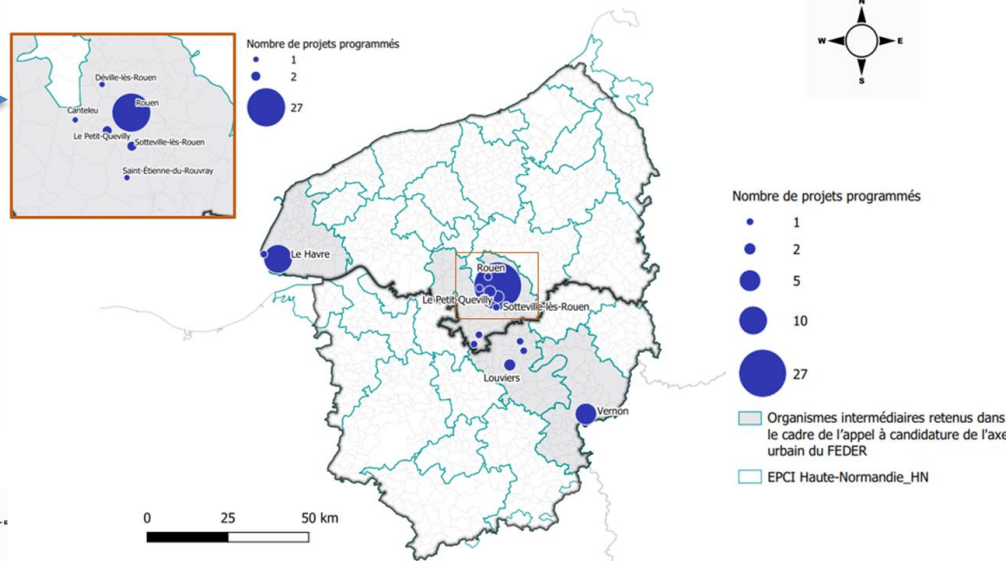 Nombre de projets programmés
1
2
27
Déville-lès-Rouen
Rouen
Canteleu
Le Petit-Quevilly
Sotteville-lès-Rouen
Saint-Étienne-du-Rouvray
N
W
E
S
Le Havre
Rouen
Le Petit-Quevilly
Sotteville-lès-Rouen
Louviers
Vernon
Nombre de projets programmés
1
2
5
10
27
Organismes intermédiaires retenus dans
le cadre de l'appel à candidature de l'axe
urbain du FEDER
EPCI Haute-Normandie_HN
0 25 50 km